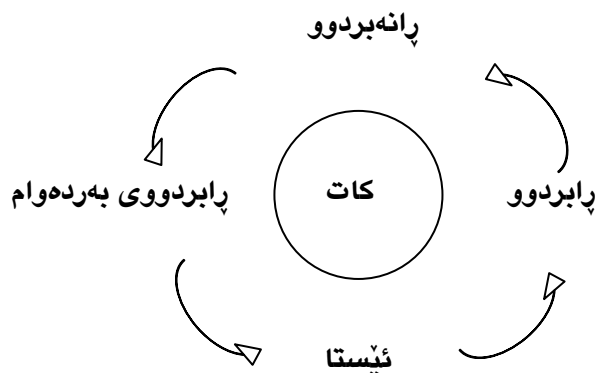 ڕانەبردوو
ڕابردوو
کات
ڕابردووی بەردەوام
ئێستا